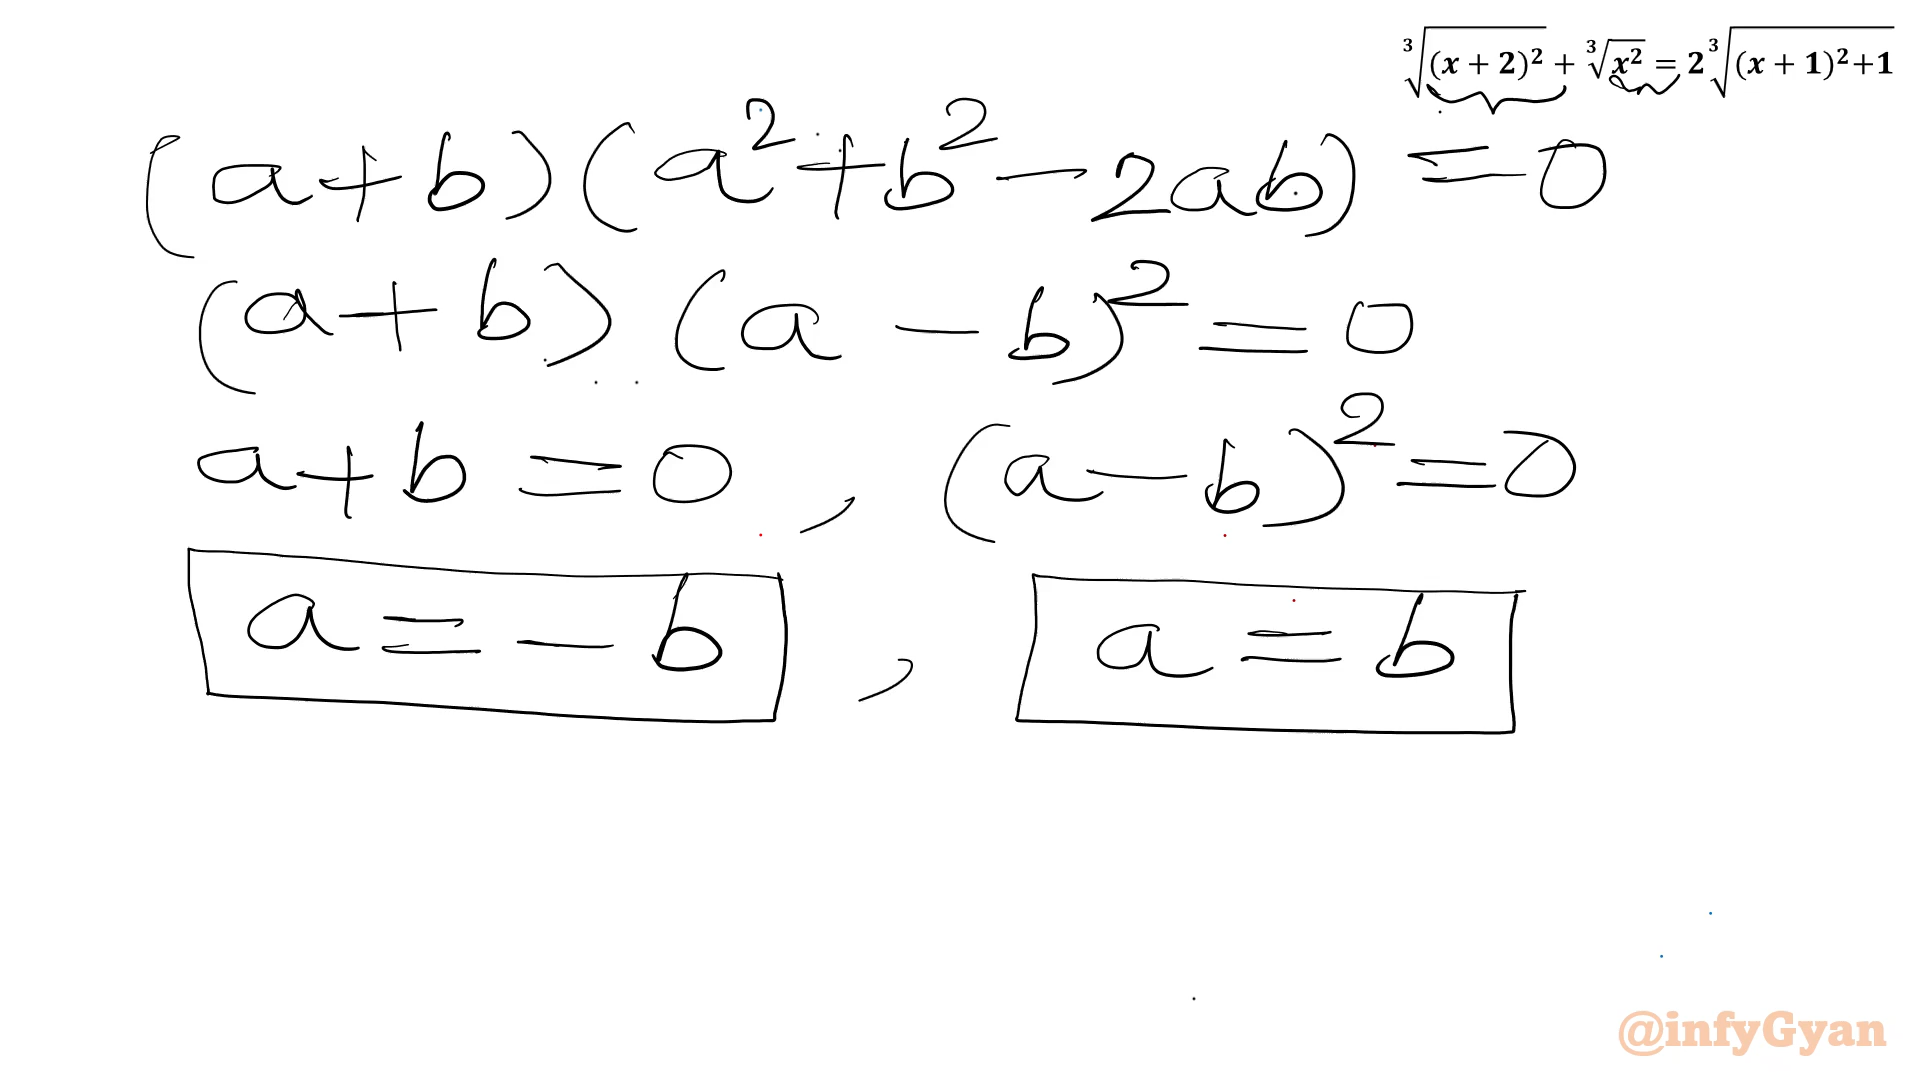 ∛(x + 2)² + ∛x² = 2∛(x + 1)²+1
(a+b)(a²+b²-2ab) = 0
(a+b) (a - b)² = 0
a+b = 0 , (a-b)² = 0
a = -b , a = b
@infyGyan